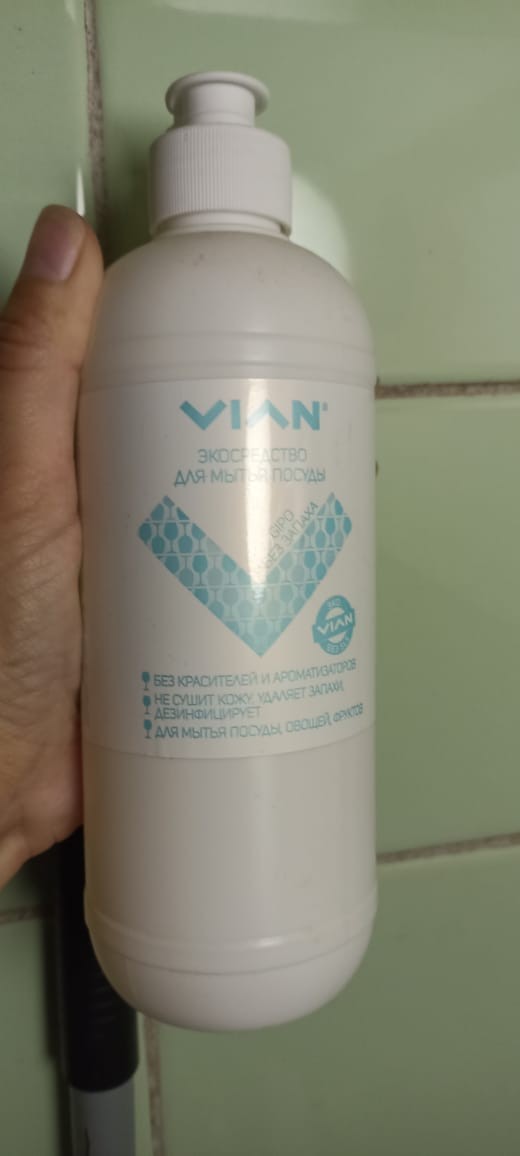 VIAN®
ЭКОСРЕДСТВО
ДЛЯ МЫТЬЯ ПОСУДЫ
GIPO
БЕЗ ЗАПАХА
VIAN
БЕЗ КРАСИТЕЛЕЙ И АРОМАТИЗАТОРОВ
НЕ СУШИТ КОЖУ, УДАЛЯЕТ ЗАПАХИ,
ДЕЗИНФИЦИРУЕТ
ДЛЯ МЫТЬЯ ПОСУДЫ, ОВОЩЕЙ, ФРУКТОВ